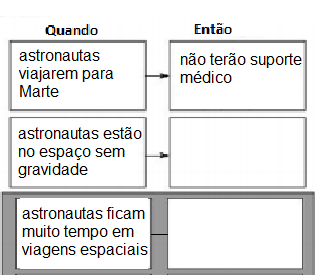 Quando
Então
astronautas
viajarem para
Marte
não terão suporte
médico
astronautas estão
no espaço sem
gravidade
astronautas ficam
muito tempo em
viagens espaciais